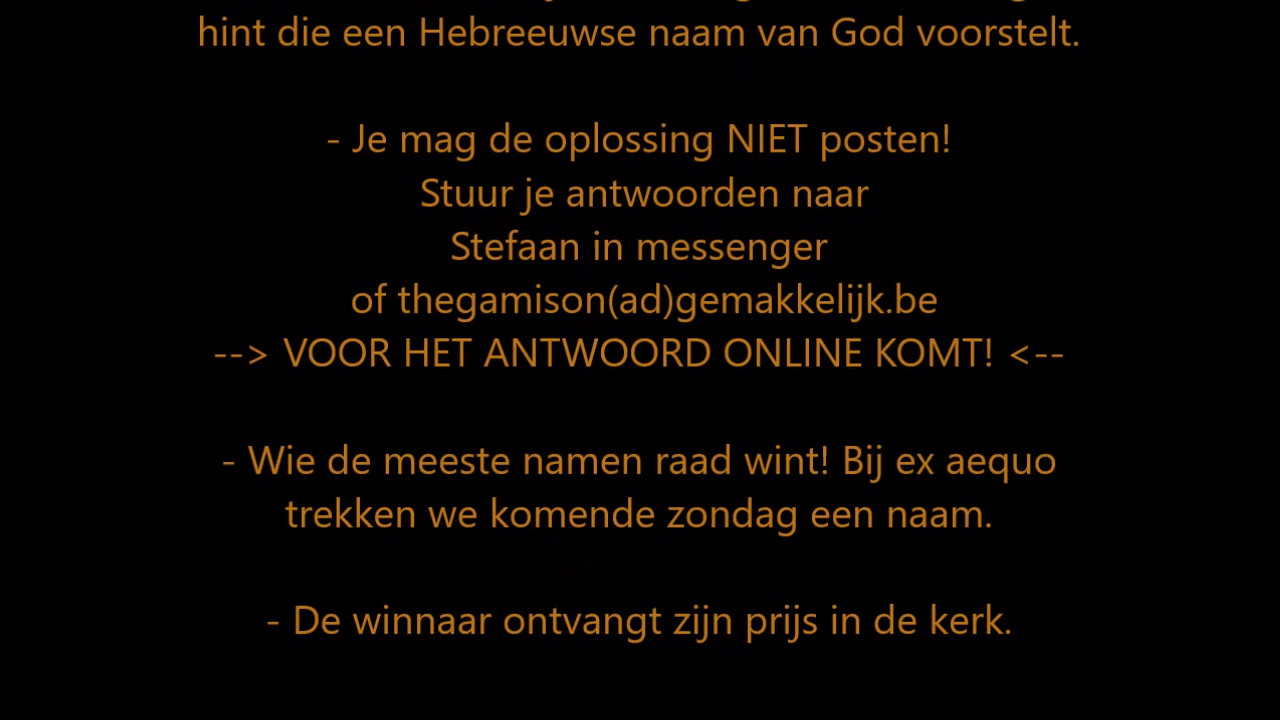 hint die een Hebreeuwse naam van God voorstelt.
- Je mag de oplossing NIET posten!
Stuur je antwoorden naar
Stefaan in messenger
of thegamison(ad)gemakkelijk.be
--> VOOR HET ANTWOORD ONLINE KOMT! <--
- Wie de meeste namen raad wint! Bij ex aequo
trekken we komende zondag een naam.
- De winnaar ontvangt zijn prijs in de kerk.